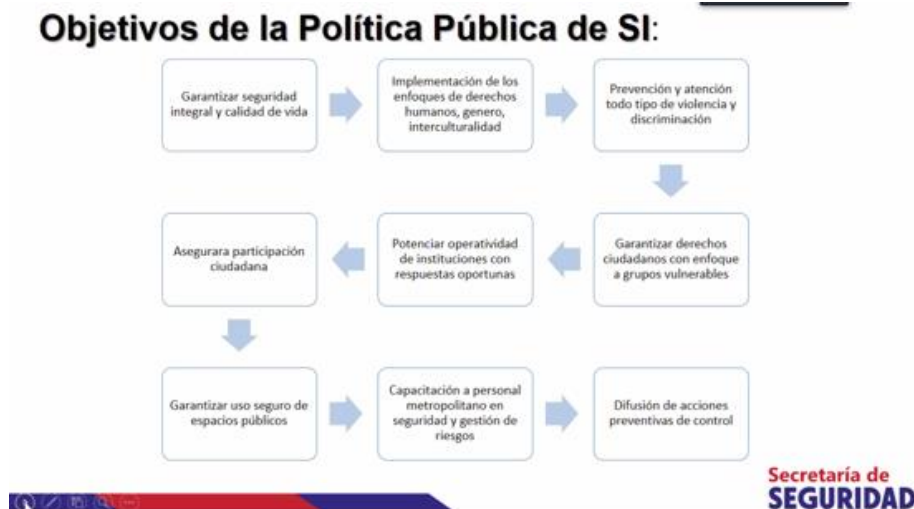 Objetivos de la Política Pública de SI:
Garantizar seguridad
integral y calidad de vida
Implementación de los
enfoques de derechos
humanos, genero,
interculturalidad
Prevención y atención
todo tipo de violencia y
discriminación
Garantizar derechos
ciudadanos con enfoque
a grupos vulnerables
Potenciar operatividad
de instituciones con
respuestas oportunas
Asegurara participación
ciudadana
Garantizar uso seguro de
espacios públicos
Capacitación a personal
metropolitano en
seguridad y gestión de
riesgos
Difusión de acciones
preventivas de control
Secretaría de
SEGURIDAD